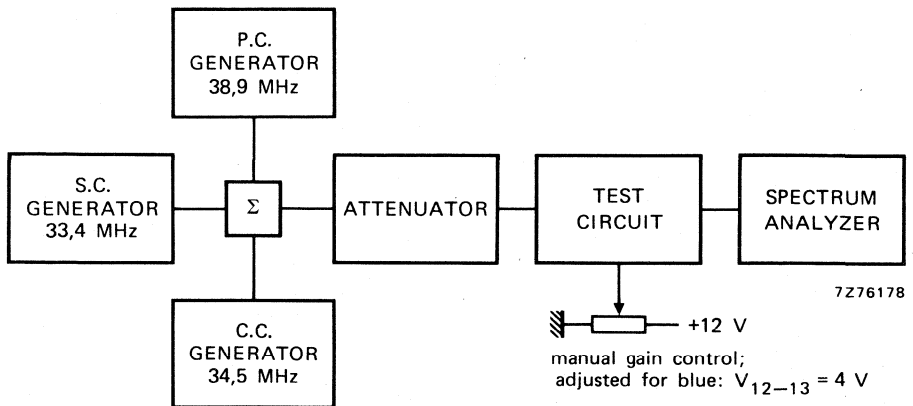 P.C.
GENERATOR
38,9 MHz
S.C.
GENERATOR
33,4 MHz
Σ
ATTENUATOR
TEST
CIRCUIT
SPECTRUM
ANALYZER
7Z76178
C.C.
GENERATOR
34,5 MHz
+12 V
manual gain control;
adjusted for blue: V12–13 = 4 V